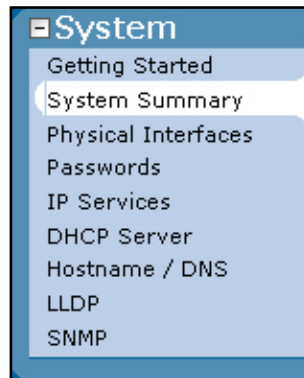 System
Getting Started
System Summary
Physical Interfaces
Passwords
IP Services
DHCP Server
Hostname / DNS
LLDP
SNMP